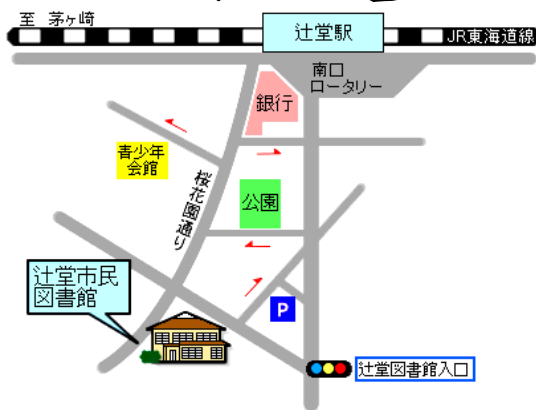 至 茅ヶ崎
辻堂駅
JR東海道線
南口
ロータリー
銀行
青少年
会館
桜花園通り
公園
辻堂市民
図書館
P
辻堂図書館入口